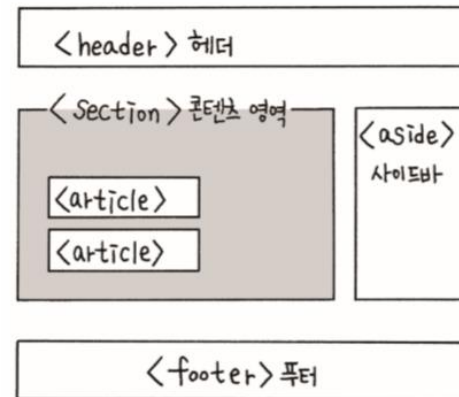 <header> 헤더
<section> 콘텐츠 영역
<aside>
사이드바
<article>
<article>
<footer> 푸터